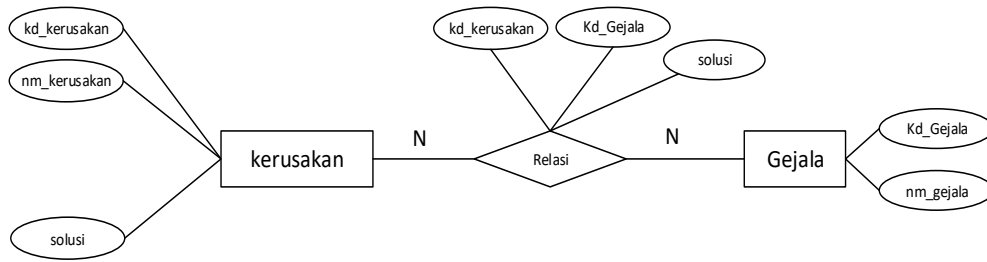 kd_kerusakan
nm_kerusakan
solusi
kerusakan
N
kd_kerusakan
Kd_Gejala
solusi
Relasi
N
Gejala
Kd_Gejala
nm_gejala